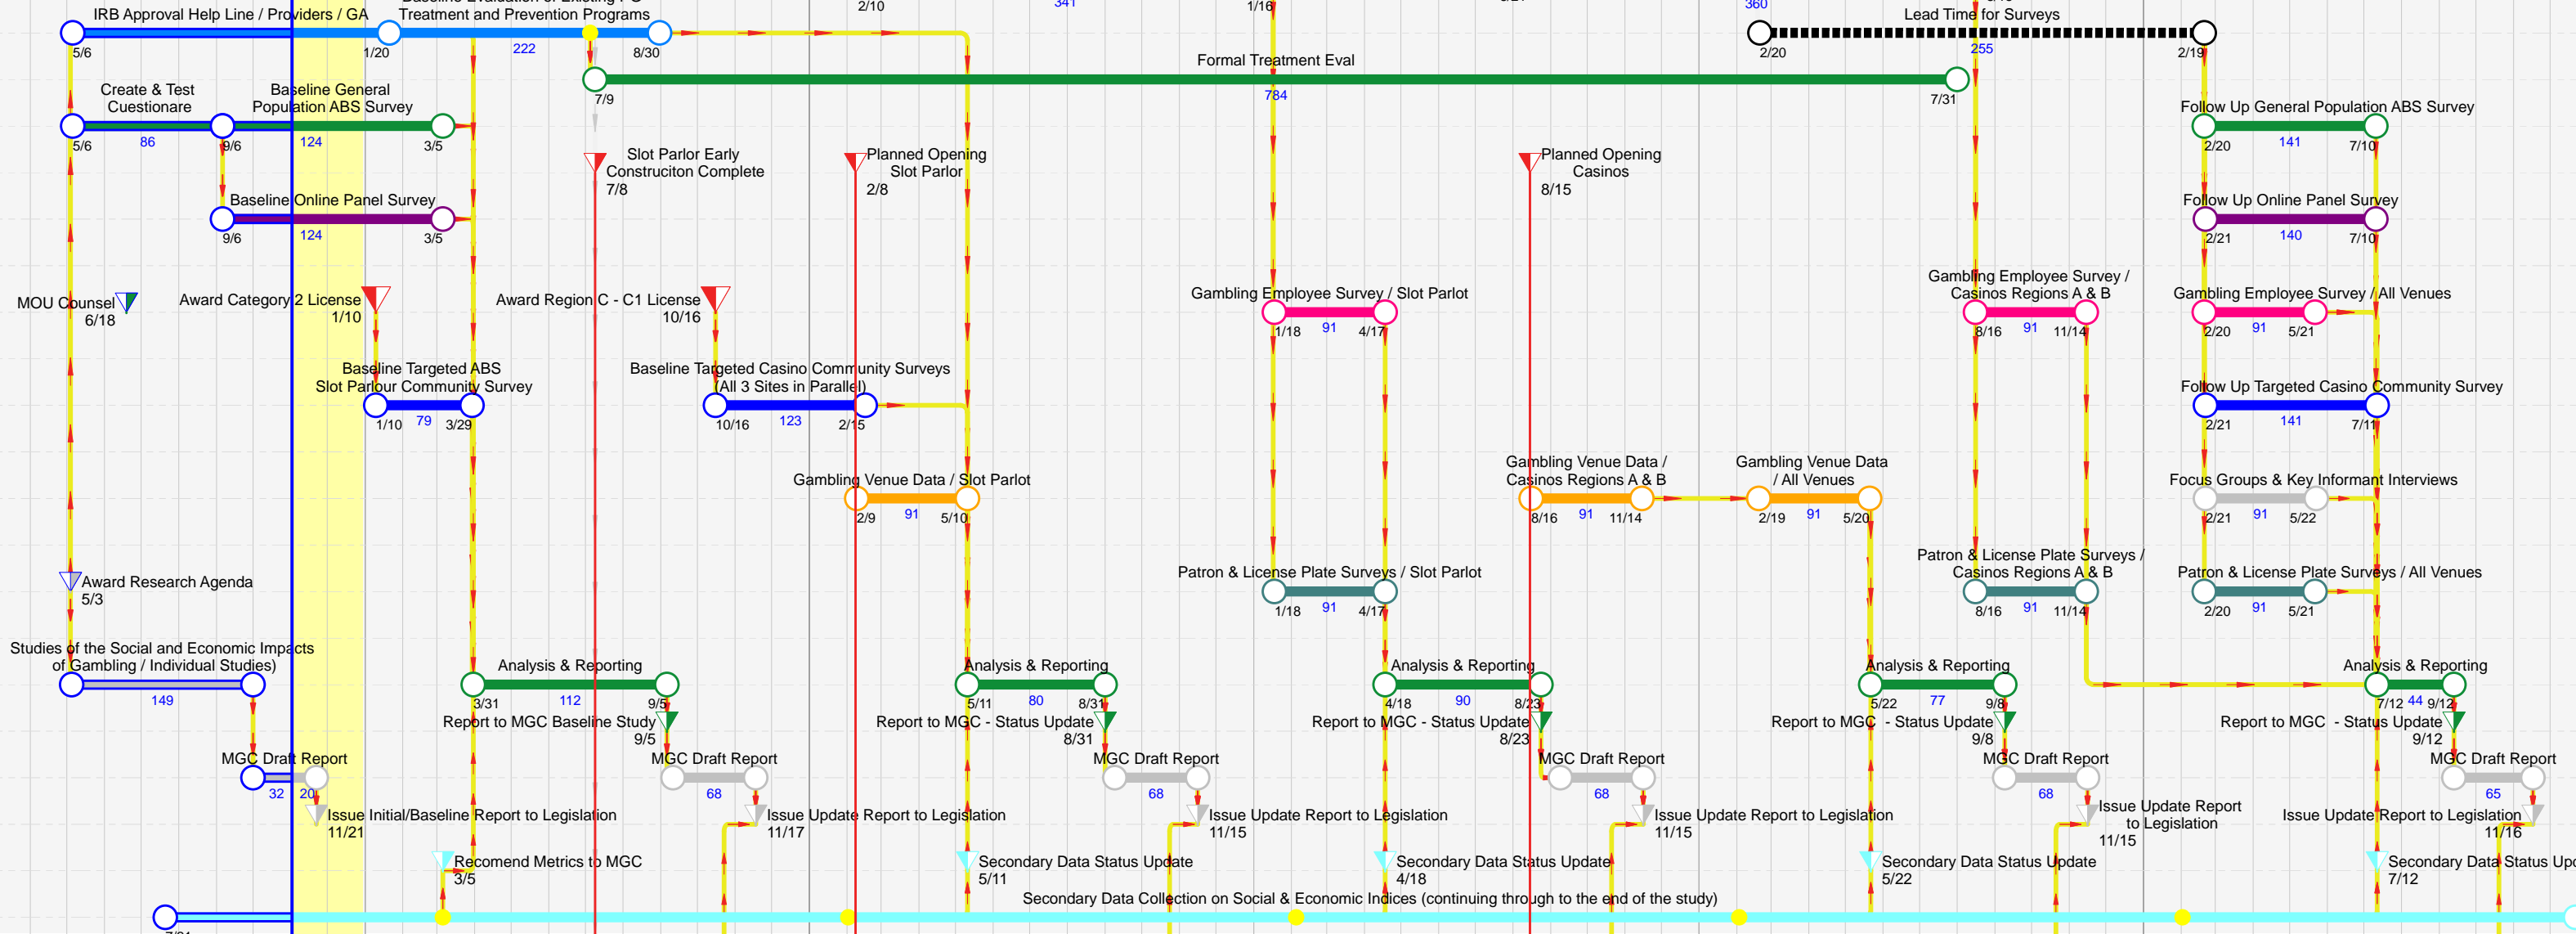 2/10
341
1/16
360
IRB Approval Help Line / Providers / GA
Treatment and Prevention Programs
5/6
1/20
222
8/30
Lead Time for Surveys
2/20
255
2/19
Formal Treatment Eval
7/9
784
7/31
Create & Test
Cuestionare
Baseline General
Population ABS Survey
5/6
86
9/6
124
3/5
Follow Up General Population ABS Survey
2/20
141
7/10
Slot Parlor Early
Construciton Complete
7/8
Planned Opening
Slot Parlor
2/8
Planned Opening
Casinos
8/15
Baseline Online Panel Survey
9/6
124
3/5
Follow Up Online Panel Survey
2/21
140
7/10
MOU Counsel
6/18
Award Category 2 License
1/10
Award Region C - C1 License
10/16
Gambling Employee Survey / Slot Parlot
1/18
91
4/17
Gambling Employee Survey /
Casinos Regions A & B
8/16
91
11/14
Gambling Employee Survey / All Venues
2/20
91
5/21
Baseline Targeted ABS
Slot Parlour Community Survey
1/10
79
3/29
Baseline Targeted Casino Community Surveys
(All 3 Sites in Parallel)
10/16
123
2/15
Follow Up Targeted Casino Community Survey
2/21
141
7/11
Gambling Venue Data / Slot Parlot
2/9
91
5/10
Gambling Venue Data /
Casinos Regions A & B
8/16
91
11/14
Gambling Venue Data
/ All Venues
2/19
91
5/20
Focus Groups & Key Informant Interviews
2/21
91
5/22
Award Research Agenda
5/3
Patron & License Plate Surveys / Slot Parlot
1/18
91
4/17
Patron & License Plate Surveys /
Casinos Regions A & B
8/16
91
11/14
Patron & License Plate Surveys / All Venues
2/20
91
5/21
Studies of the Social and Economic Impacts
of Gambling / Individual Studies)
149
Analysis & Reporting
3/31
112
9/5
Analysis & Reporting
5/11
80
8/31
Analysis & Reporting
4/18
90
8/23
Analysis & Reporting
5/22
77
9/8
Analysis & Reporting
7/12
44
9/12
Report to MGC Baseline Study
9/5
Report to MGC - Status Update
8/31
Report to MGC - Status Update
8/23
Report to MGC - Status Update
9/8
Report to MGC - Status Update
9/12
MGC Draft Report
32
20
MGC Draft Report
68
MGC Draft Report
68
MGC Draft Report
68
MGC Draft Report
68
MGC Draft Report
65
Issue Initial/Baseline Report to Legislation
11/21
Issue Update Report to Legislation
11/17
Issue Update Report to Legislation
11/15
Issue Update Report to Legislation
11/15
Issue Update Report
to Legislation
11/15
Issue Update Report to Legislation
11/16
Recomend Metrics to MGC
3/5
Secondary Data Status Update
5/11
Secondary Data Status Update
4/18
Secondary Data Status Update
5/22
Secondary Data Status
7/12
Secondary Data Collection on Social & Economic Indices (continuing through to the end of the study)